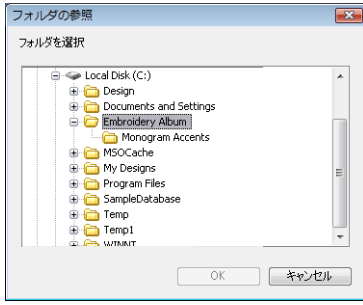 フォルダの参照
フォルダを選択
Local Disk (C:)
Design
Documents and Settings
Embroidery Album
Monogram Accents
MSOCache
My Designs
Program Files
SampleDatabase
Temp
Temp1
WINNT
OK
キャンセル